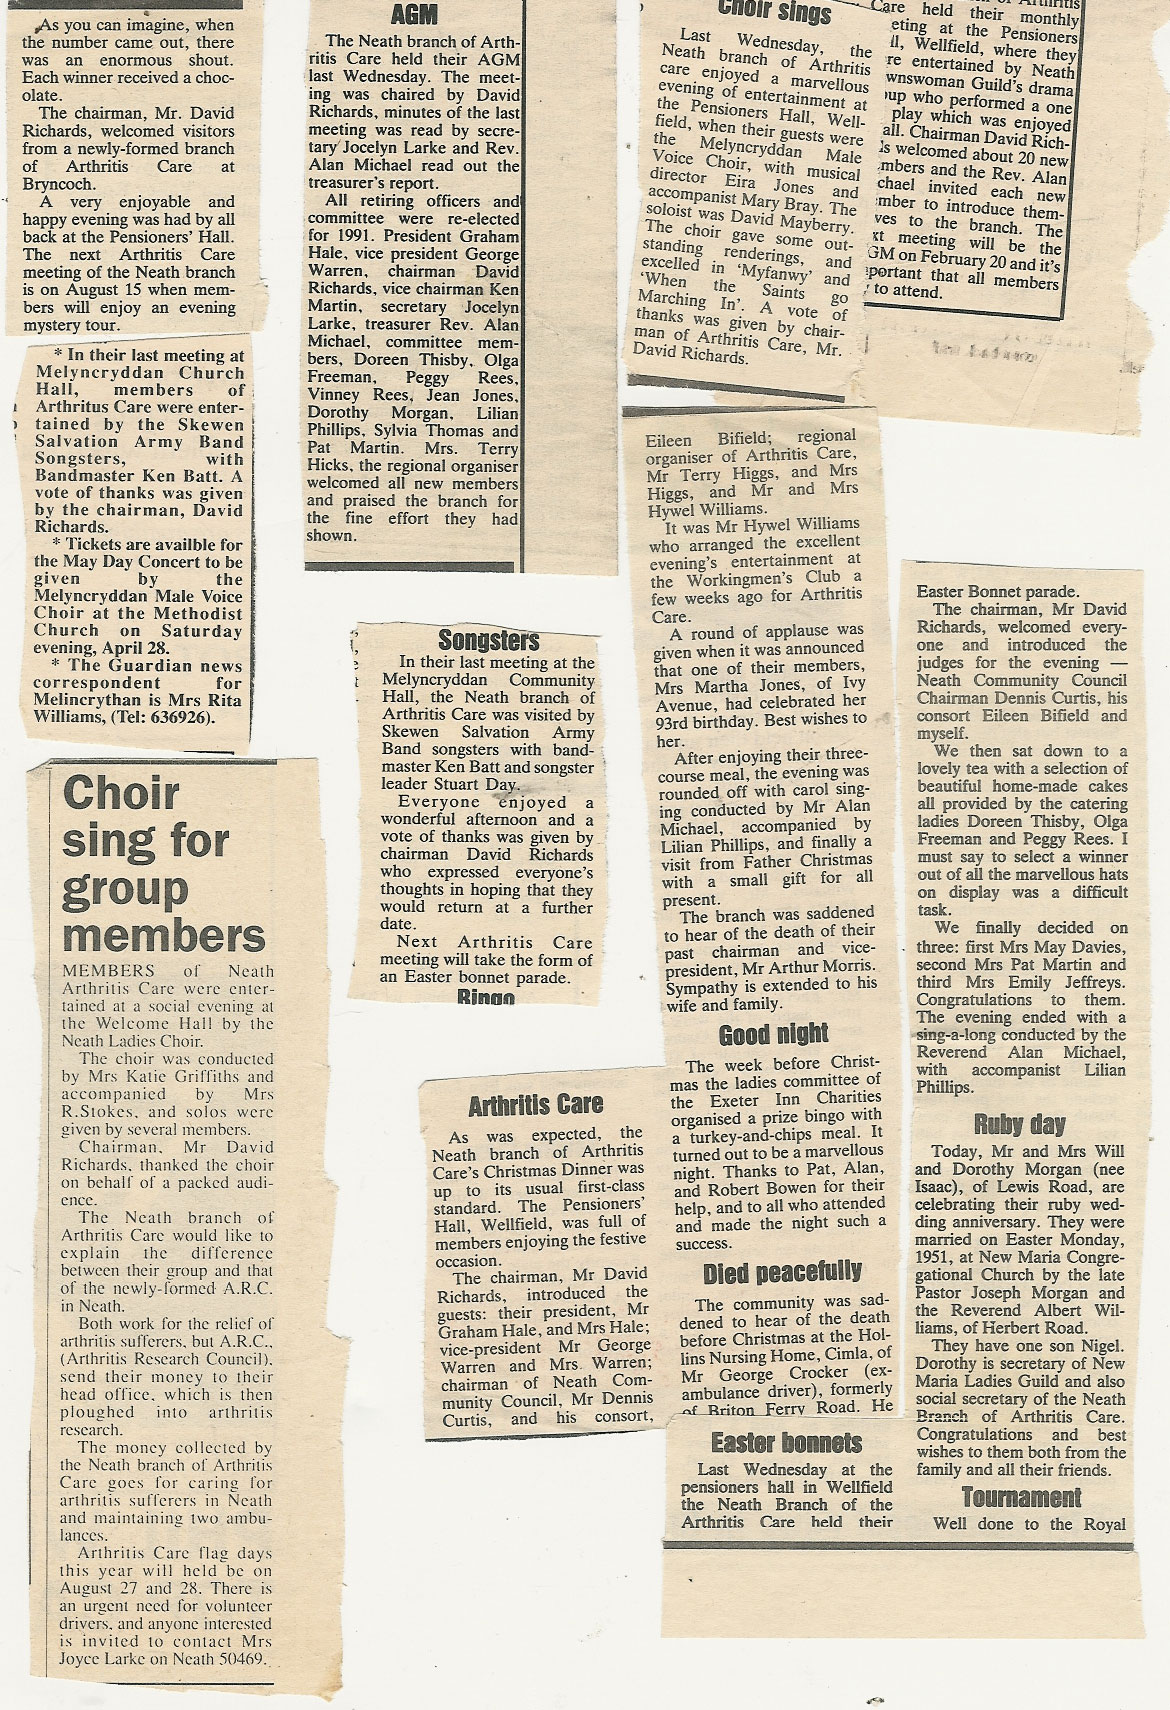 As you can imagine, when
the number came out, there
was an enormous shout.
Each winner received a choc-
olate.
The chairman, Mr. David
Richards, welcomed visitors
from a newly-formed branch
of Arthritis Care at
Bryncoch.
A very enjoyable and
happy evening was had by all
back at the Pensioners' Hall.
The next Arthritis Care
meeting of the Neath branch
is on August 15 when mem-
bers will enjoy an evening
mystery tour.
* In their last meeting at
Melyncryddan Church
Hall, members of
Arthritus Care were enter-
tained by the Skewen
Salvation Army Band
Songsters, with
Bandmaster Ken Batt. A
vote of thanks was given
by the chairman, David
Richards.
* Tickets are availble for
the May Day Concert to be
given by the
Melyncryddan Male Voice
Choir at the Methodist
Church on Saturday
evening, April 28.
* The Guardian news
correspondent for
Melincrythan is Mrs Rita
Williams, (Tel: 636926).
Choir
sing for
group
members
MEMBERS of Neath
Arthritis Care were enter-
tained at a social evening at
the Welcome Hall by the
Neath Ladies Choir.
The choir was conducted
by Mrs Katie Griffiths and
accompanied by Mrs
R.Stokes, and solos were
given by several members.
Chairman, Mr David
Richards, thanked the choir
on behalf of a packed audi-
ence.
The Neath branch of
Arthritis Care would like to
explain the difference
between their group and that
of the newly-formed A.R.C.
in Neath.
Both work for the relief of
arthritis sufferers, but A.R.C.,
(Arthritis Research Council),
send their money to their
head office, which is then
ploughed into arthritis
research.
The money collected by
the Neath branch of Arthritis
Care goes for caring for
arthritis sufferers in Neath
and maintaining two ambu-
lances.
Arthritis Care flag days
this year will held be on
August 27 and 28. There is
an urgent need for volunteer
drivers, and anyone interested
is invited to contact Mrs
Joyce Larke on Neath 50469.
AGM
The Neath branch of Arth-
ritis Care held their AGM
last Wednesday. The meet-
ing was chaired by David
Richards, minutes of the last
meeting was read by secre-
tary Jocelyn Larke and Rev.
Alan Michael read out the
treasurer's report.
All retiring officers and
committee were re-elected
for 1991. President Graham
Hale, vice president George
Warren, chairman David
Richards, vice chairman Ken
Martin, secretary Jocelyn
Larke, treasurer Rev. Alan
Michael, committee mem-
bers, Doreen Thisby, Olga
Freeman, Peggy Rees,
Vinney Rees, Jean Jones,
Dorothy Morgan, Lilian
Phillips, Sylvia Thomas and
Pat Martin. Mrs. Terry
Hicks, the regional organiser
welcomed all new members
and praised the branch for
the fine effort they had
shown.
Songsters
In their last meeting at the
Melyncryddan Community
Hall, the Neath branch of
Arthritis Care was visited by
Skewen Salvation Army
Band songsters with band-
master Ken Batt and songster
leader Stuart Day.
Everyone enjoyed a
wonderful afternoon and a
vote of thanks was given by
chairman David Richards
who expressed everyone's
thoughts in hoping that they
would return at a further
date.
Next Arthritis Care
meeting will take the form of
an Easter bonnet parade.
Bingo
Arthritis Care
As was expected, the
Neath branch of Arthritis
Care's Christmas Dinner was
up to its usual first-class
standard. The Pensioners'
Hall, Wellfield, was full of
members enjoying the festive
occasion.
The chairman, Mr David
Richards, introduced the
guests: their president, Mr
Graham Hale, and Mrs Hale;
vice-president Mr George
Warren and Mrs. Warren;
chairman of Neath Com-
munity Council, Mr Dennis
Curtis, and his consort,
Choir sings
Last Wednesday, the
Neath branch of Arthritis
care enjoyed a marvellous
evening of entertainment at
the Pensioners Hall, Well-
field, when their guests were
the Melyncryddan Male
Voice Choir, with musical
director Eira Jones and
accompanist Mary Bray. The
soloist was David Mayberry.
The choir gave some out-
standing renderings, and
excelled in 'Myfanwy' and
'When the Saints go
Marching In'. A vote of
thanks was given by chair-
man of Arthritis Care, Mr.
David Richards.
of Arthritis
Care held their monthly
eting at the Pensioners
ll, Wellfield, where they
re entertained by Neath
wnswoman Guild's drama
up who performed a one
play which was enjoyed
all. Chairman David Rich-
ls welcomed about 20 new
mbers and the Rev. Alan
chael invited each new
mber to introduce them-
ves to the branch. The
xt meeting will be the
GM on February 20 and it's
portant that all members
to attend.
Eileen Bifield; regional
organiser of Arthritis Care,
Mr Terry Higgs, and Mrs
Higgs, and Mr and Mrs
Hywel Williams.
It was Mr Hywel Williams
who arranged the excellent
evening's entertainment at
the Workingmen's Club a
few weeks ago for Arthritis
Care.
A round of applause was
given when it was announced
that one of their members,
Mrs Martha Jones, of Ivy
Avenue, had celebrated her
93rd birthday. Best wishes to
her.
After enjoying their three-
course meal, the evening was
rounded off with carol sing-
ing conducted by Mr Alan
Michael, accompanied by
Lilian Phillips, and finally a
visit from Father Christmas
with a small gift for all
present.
The branch was saddened
to hear of the death of their
past chairman and vice-
president, Mr Arthur Morris.
Sympathy is extended to his
wife and family.
Good night
The week before Christ-
mas the ladies committee of
the Exeter Inn Charities
organised a prize bingo with
a turkey-and-chips meal. It
turned out to be a marvellous
night. Thanks to Pat, Alan,
and Robert Bowen for their
help, and to all who attended
and made the night such a
success.
Died peacefully
The community was sad-
dened to hear of the death
before Christmas at the Hol-
lins Nursing Home, Cimla, of
Mr George Crocker (ex-
ambulance driver), formerly
of Briton Ferry Road. He
Easter bonnets
Last Wednesday at the
pensioners hall in Wellfield
the Neath Branch of the
Arthritis Care held their
Easter Bonnet parade.
The chairman, Mr David
Richards, welcomed every-
one and introduced the
judges for the evening —
Neath Community Council
Chairman Dennis Curtis, his
consort Eileen Bifield and
myself.
We then sat down to a
lovely tea with a selection of
beautiful home-made cakes
all provided by the catering
ladies Doreen Thisby, Olga
Freeman and Peggy Rees. I
must say to select a winner
out of all the marvellous hats
on display was a difficult
task.
We finally decided on
three: first Mrs May Davies,
second Mrs Pat Martin and
third Mrs Emily Jeffreys.
Congratulations to them.
The evening ended with a
sing-a-long conducted by the
Reverend Alan Michael,
with accompanist Lilian
Phillips.
Ruby day
Today, Mr and Mrs Will
and Dorothy Morgan (nee
Isaac), of Lewis Road, are
celebrating their ruby wed-
ding anniversary. They were
married on Easter Monday,
1951, at New Maria Congre-
gational Church by the late
Pastor Joseph Morgan and
the Reverend Albert Wil-
liams, of Herbert Road.
They have one son Nigel.
Dorothy is secretary of New
Maria Ladies Guild and also
social secretary of the Neath
Branch of Arthritis Care.
Congratulations and best
wishes to them both from the
family and all their friends.
Tournament
Well done to the Royal